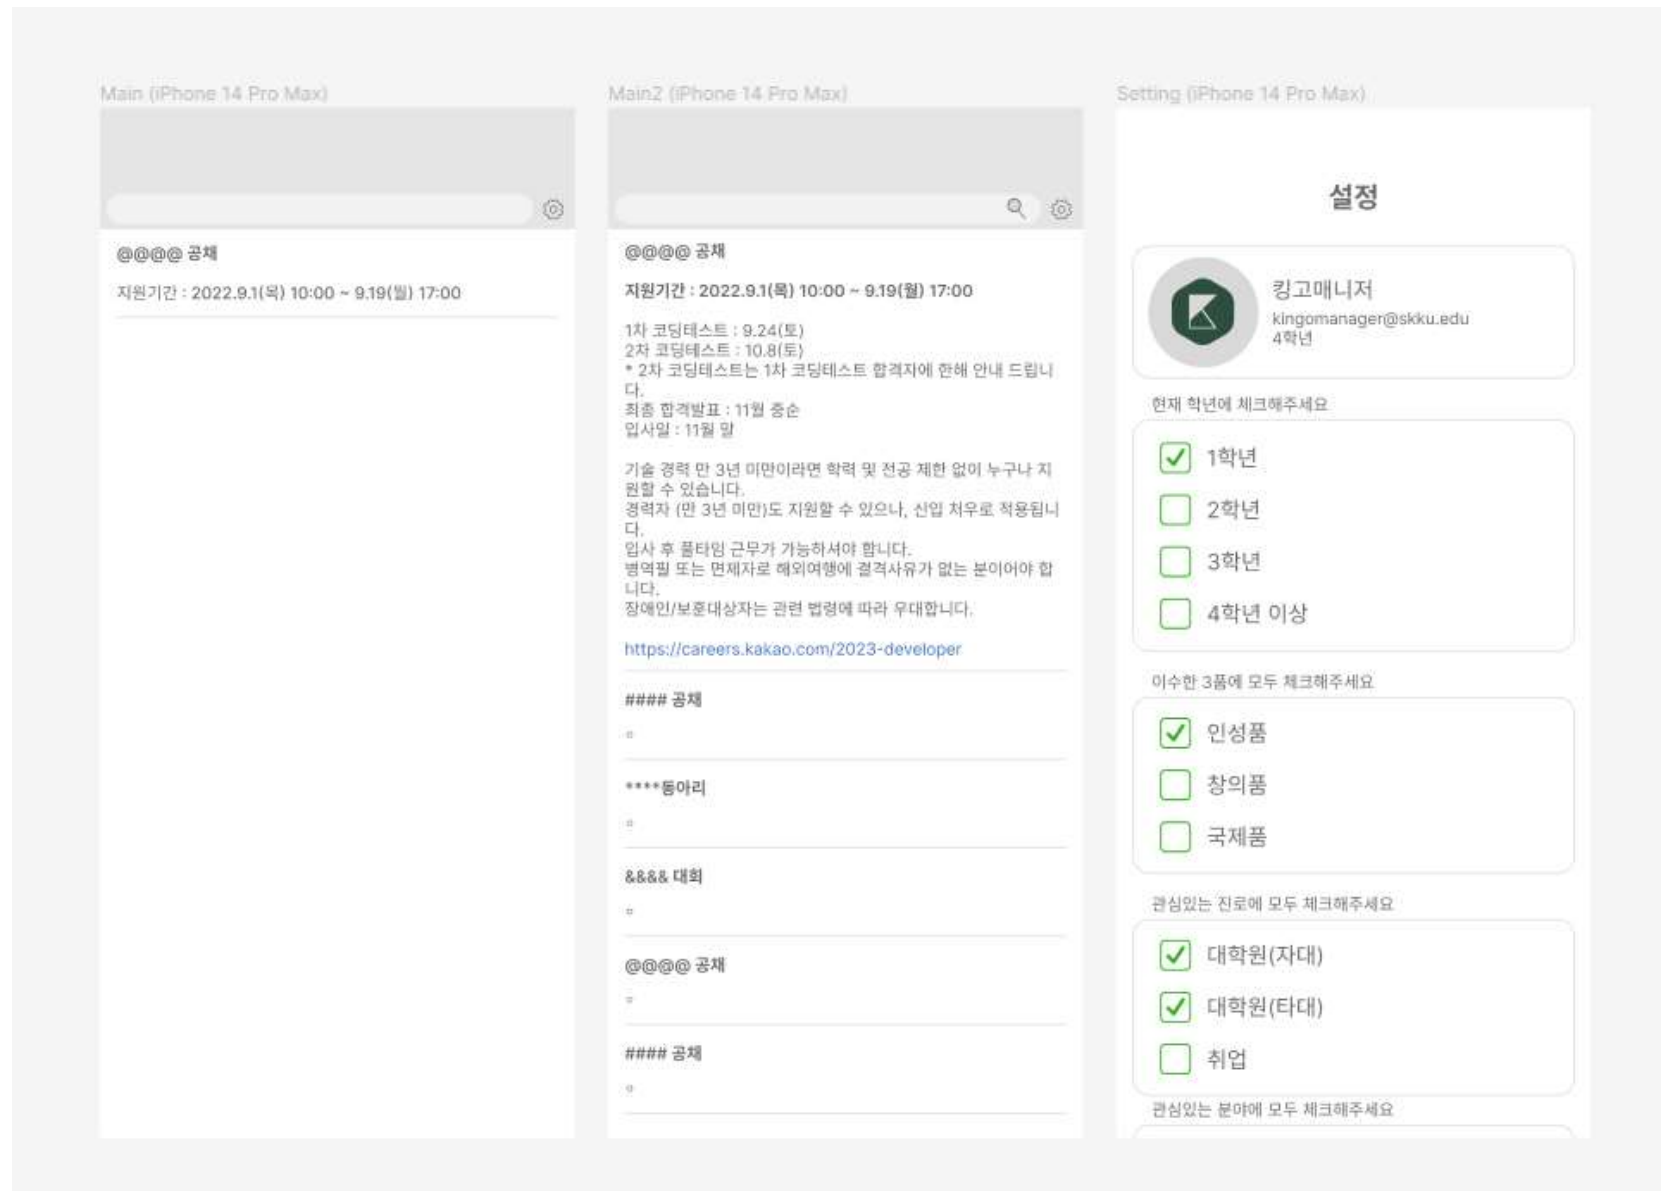 Main (iPhone 14 Pro Max)
@@@@ 공채
지원기간 : 2022.9.1(목) 10:00 ~ 9.19(월) 17:00
Main2 (iPhone 14 Pro Max)
@@@@ 공채
지원기간 : 2022.9.1(목) 10:00 ~ 9.19(월) 17:00
1차 코딩테스트 : 9.24(토)
2차 코딩테스트 : 10.8(토)
* 2차 코딩테스트는 1차 코딩테스트 합격자에 한해 안내 드립니
다.
최종 합격발표 : 11월 중순
입사일 : 11월 말
기술 경력 만 3년 미만이라면 학력 및 전공 제한 없이 누구나 지
원할 수 있습니다.
경력자 (만 3년 미만)도 지원할 수 있으나, 신입 처우로 적용됩니
다.
입사 후 풀타임 근무가 가능하셔야 합니다.
병역필 또는 면제자로 해외여행에 결격사유가 없는 분이어야 합
니다.
장애인/보훈대상자는 관련 법령에 따라 우대합니다.
https://careers.kakao.com/2023-developer
#### 공채
ㅁ
****동아리
ㅁ
&&&& 대회
ㅁ
@@@@ 공채
ㅁ
#### 공채
ㅁ
Setting (iPhone 14 Pro Max)
설정
킹고매니저
kingomanager@skku.edu
4학년
현재 학년에 체크해주세요
1학년
2학년
3학년
4학년 이상
이수한 3품에 모두 체크해주세요
인성품
창의품
국제품
관심있는 진로에 모두 체크해주세요
대학원(자대)
대학원(타대)
취업
관심있는 분야에 모두 체크해주세요